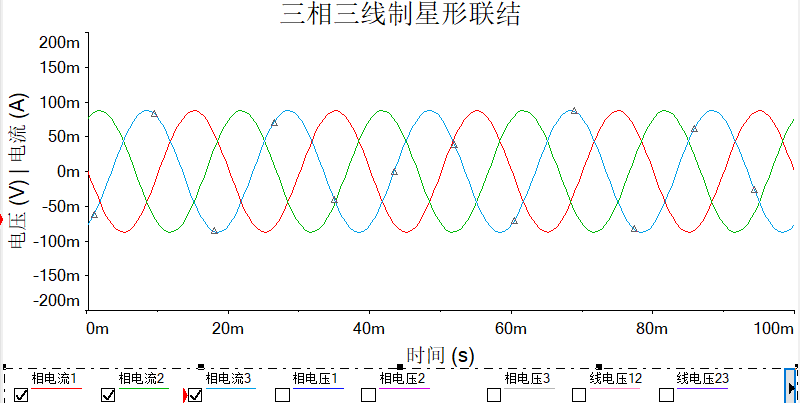 三相三线制星形联结
电压 (V) | 电流 (A)
200m
150m
100m
50m
0m
-50m
-100m
-150m
-200m
0m 20m 40m 60m 80m 100m
时间 (s)
相电流1 相电流2 相电流3 相电压1 相电压2 相电压3 线电压12 线电压23